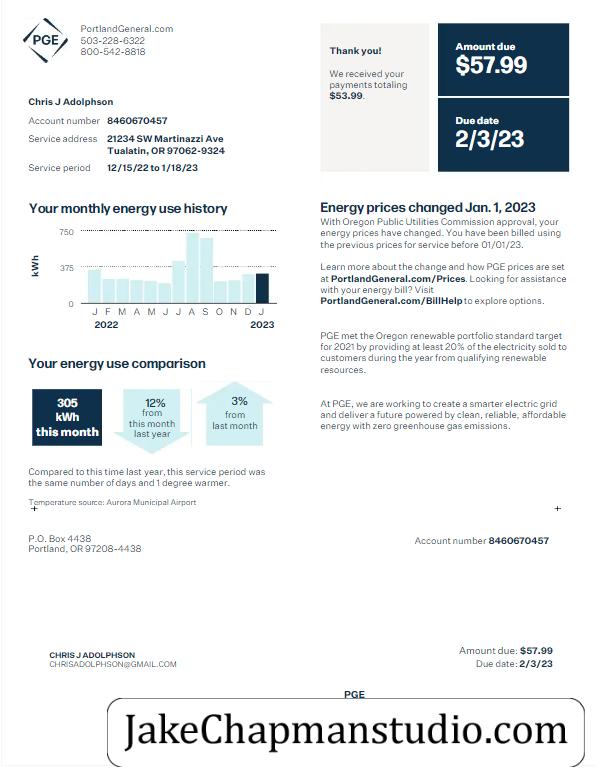 PGE
PortlandGeneral.com
503-228-6322
800-542-8818
Thank you!
We received your
payments totaling
$53.99.
Amount due
$57.99
Due date
2/3/23
Chris J Adolphson
Account number 8460670457
Service address 21234 SW Martinazzi Ave
Tualatin, OR 97062-9324
Service period 12/15/22 to 1/18/23
Your monthly energy use history
kWh
750
375
0
J F M A M J J A S O N D J
2022 2023
Energy prices changed Jan. 1, 2023
With Oregon Public Utilities Commission approval, your
energy prices have changed. You have been billed using
the previous prices for service before 01/01/23.
Learn more about the change and how PGE prices are set
at PortlandGeneral.com/Prices. Looking for assistance
with your energy bill? Visit
PortlandGeneral.com/BillHelp to explore options.
PGE met the Oregon renewable portfolio standard target
for 2021 by providing at least 20% of the electricity sold to
customers during the year from qualifying renewable
resources.
At PGE, we are working to create a smarter electric grid
and deliver a future powered by clean, reliable, affordable
energy with zero greenhouse gas emissions.
Your energy use comparison
305
kWh
this month
12%
from
this month
last year
3%
from
last month
Compared to this time last year, this service period was
the same number of days and 1 degree warmer.
Temperature source: Aurora Municipal Airport
P.O. Box 4438
Portland, OR 97208-4438
Account number 8460670457
CHRIS J ADOLPHSON
CHRISADOLPHSON@GMAIL.COM
Amount due: $57.99
Due date: 2/3/23
PGE
JakeChapmanstudio.com